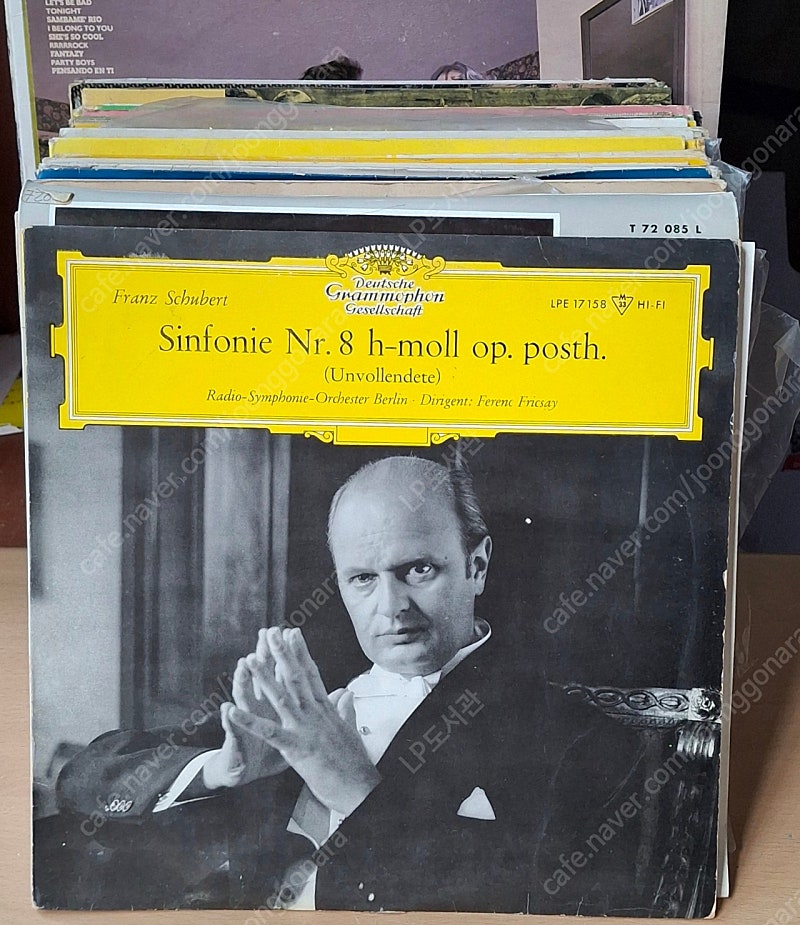 LET'S BE BAD
TONIGHT
SAMBAME' RIO
I BELONG TO YOU
SHE'S SO COOL
RRRROCK
FANTAZY
PARTY BOYS
PENSANDO EN TI
720
T 72 085 L
Deutsche
Grammophon
Gesellschaft
Franz Schubert
LPE 17 158 M 33 HI-FI
Sinfonie Nr. 8 h-moll op. posth.
(Unvollendete)
Radio-Symphonie-Orchester Berlin · Dirigent: Ferenc Fricsay
LP도서관
cafe.naver.com/joonggonara